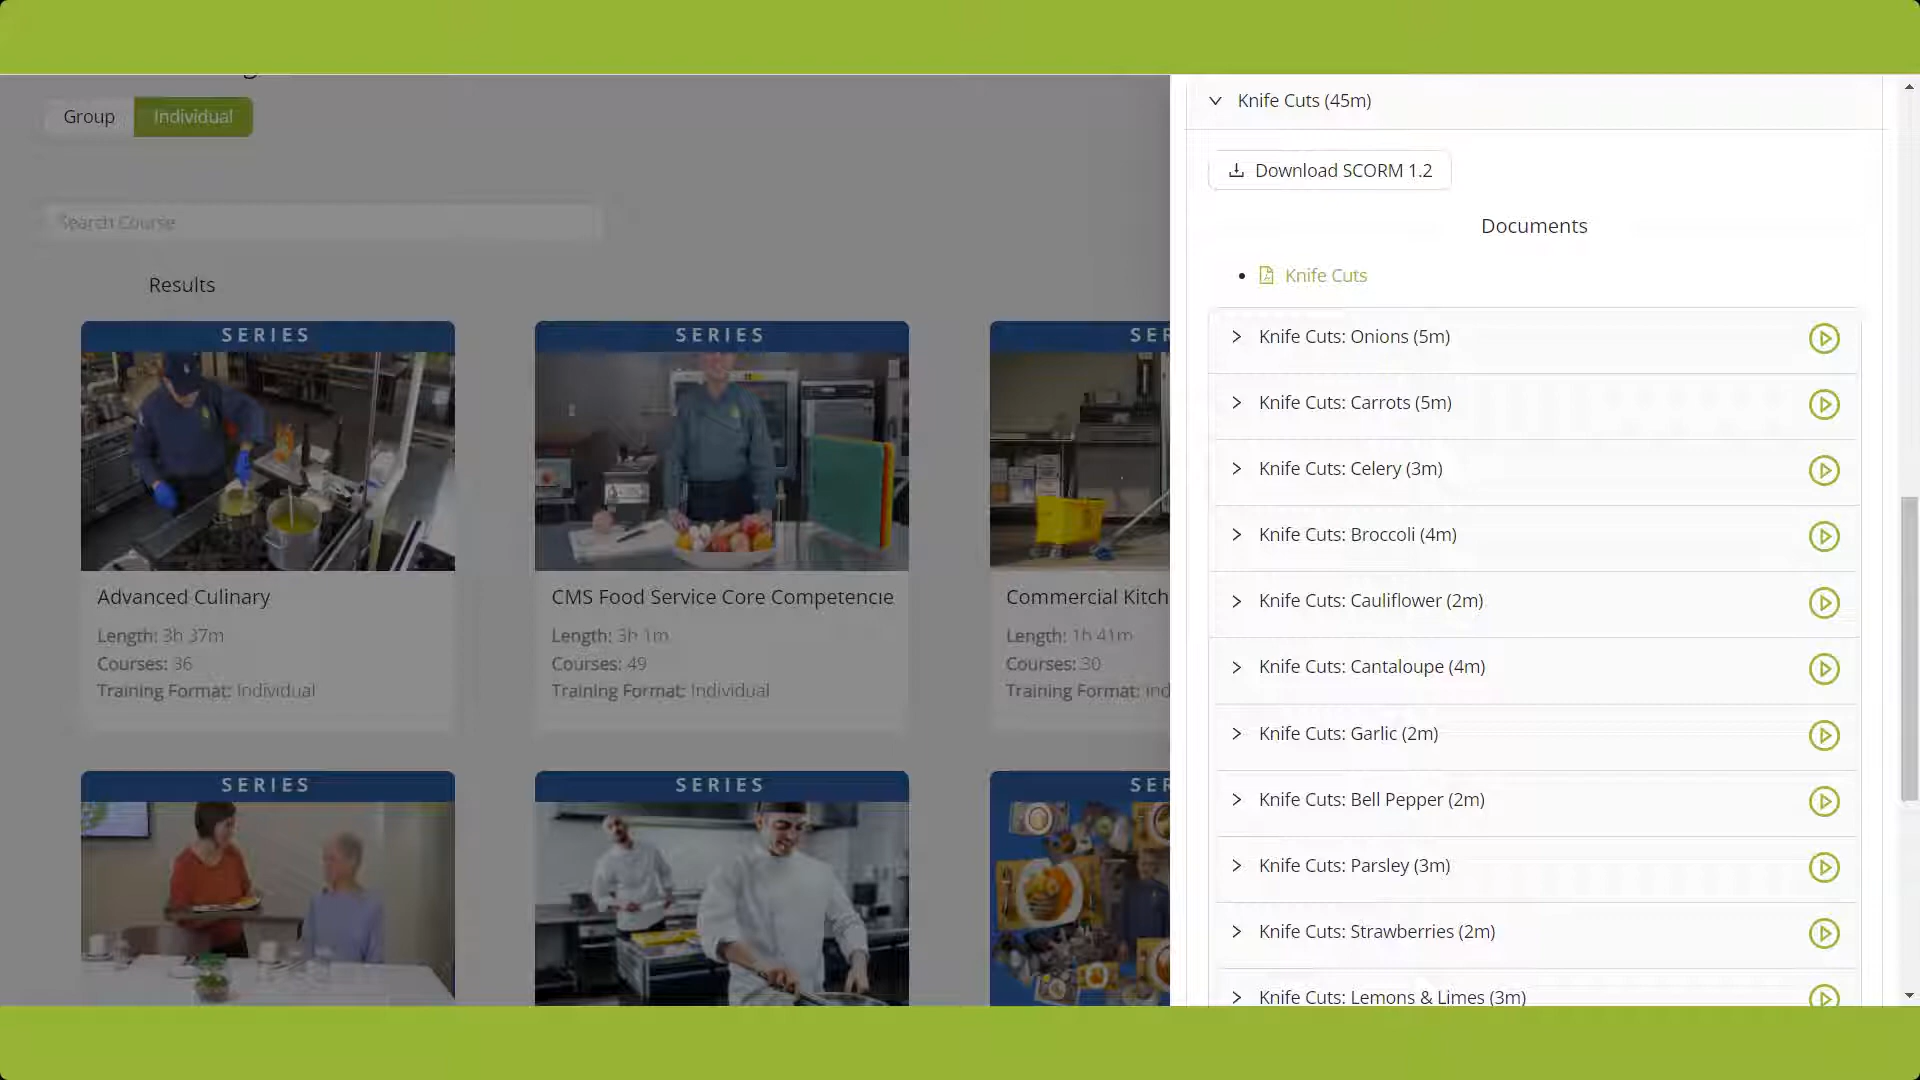 Group
Individual
Search Course
Results
SERIES
Advanced Culinary
Length: 3h 37m
Courses: 36
Training Format: Individual
SERIES
CMS Food Service Core Competencie
Length: 3h 1m
Courses: 49
Training Format: Individual
SER
Commercial Kitch
Length: 1h 41m
Courses: 30
Training Format: Ind
SERIES
SERIES
SER
Knife Cuts (45m)
Download SCORM 1.2
Documents
Knife Cuts
Knife Cuts: Onions (5m)
Knife Cuts: Carrots (5m)
Knife Cuts: Celery (3m)
Knife Cuts: Broccoli (4m)
Knife Cuts: Cauliflower (2m)
Knife Cuts: Cantaloupe (4m)
Knife Cuts: Garlic (2m)
Knife Cuts: Bell Pepper (2m)
Knife Cuts: Parsley (3m)
Knife Cuts: Strawberries (2m)
Knife Cuts: Lemons & Limes (3m)